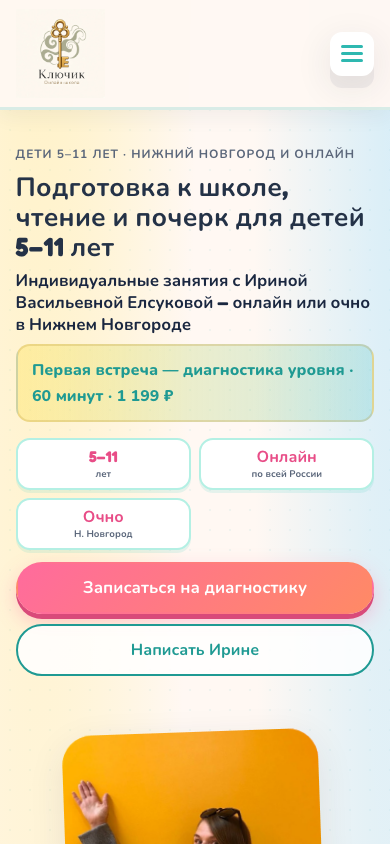 Ключик
Онлайн-школа
ДЕТИ 5–11 ЛЕТ · НИЖНИЙ НОВГОРОД И ОНЛАЙН
Подготовка к школе,
чтение и почерк для детей
5–11 лет
Индивидуальные занятия с Ириной
Васильевной Елсуковой — онлайн или очно
в Нижнем Новгороде
Первая встреча — диагностика уровня ·
60 минут · 1 199 ₽
5–11
лет
Онлайн
по всей России
Очно
Н. Новгород
Записаться на диагностику
Написать Ирине